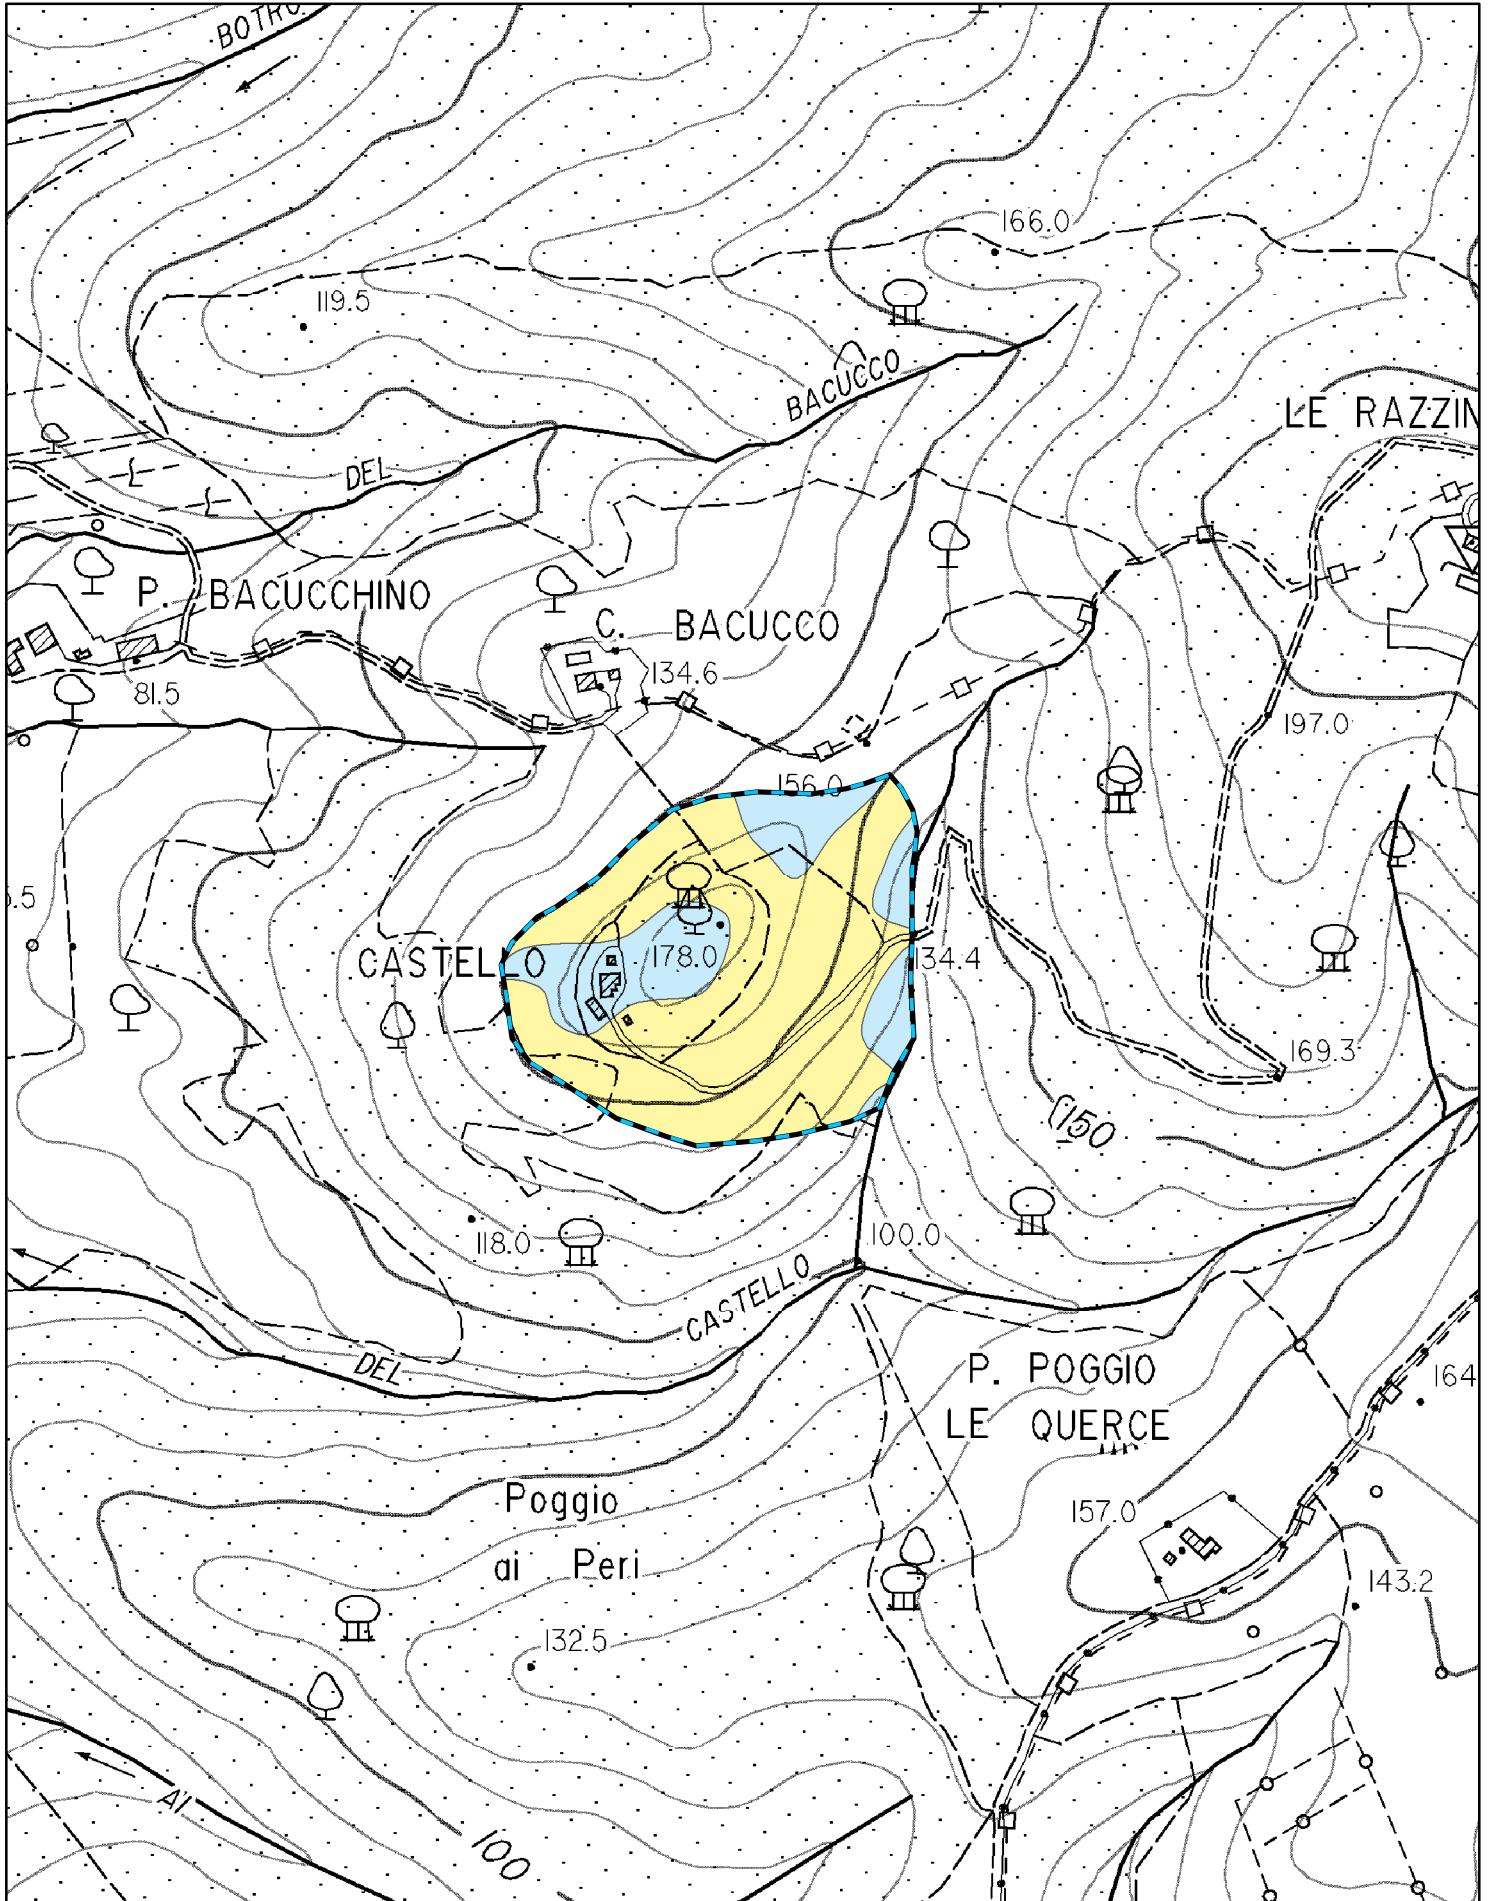 BOTRO
166.0
119.5
BACUCCO
LE RAZZIN
DEL
P. BACUCCHINO
C. BACUCCO
134.6
81.5
197.0
156.0
5.5
CASTELLO
178.0
134.4
169.3
150
118.0
100.0
CASTELLO
DEL
P. POGGIO
LE QUERCE
164
Poggio
ai Peri
157.0
143.2
132.5
AI
100